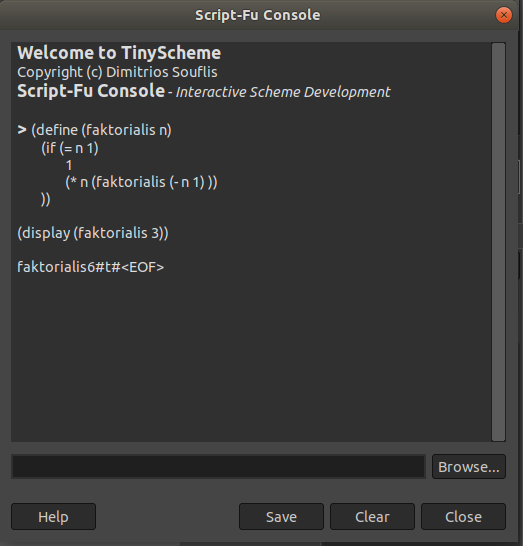 Script-Fu Console
Welcome to TinyScheme
Copyright (c) Dimitrios Souflis
Script-Fu Console - Interactive Scheme Development
> (define (faktorialis n)
(if (= n 1)
1
(* n (faktorialis (- n 1) ))
))
(display (faktorialis 3))
faktorialis6#t#<EOF>
Browse...
Help
Save
Clear
Close